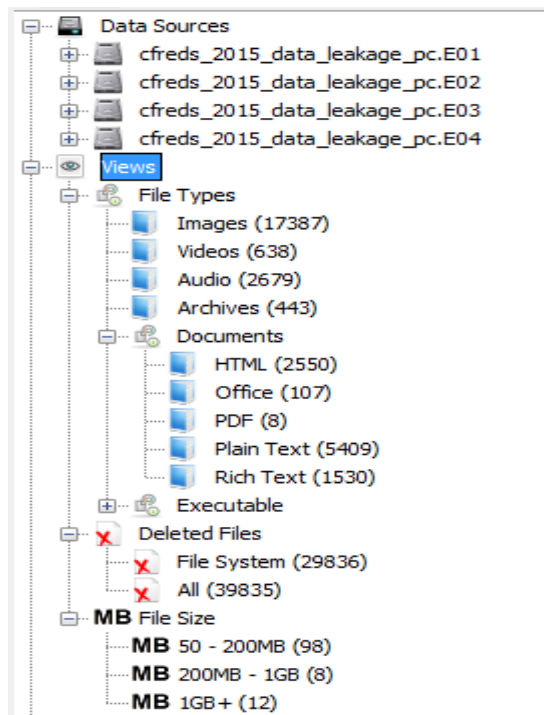 Data Sources
cfreds_2015_data_leakage_pc.E01
cfreds_2015_data_leakage_pc.E02
cfreds_2015_data_leakage_pc.E03
cfreds_2015_data_leakage_pc.E04
Views
File Types
Images (17387)
Videos (638)
Audio (2679)
Archives (443)
Documents
HTML (2550)
Office (107)
PDF (8)
Plain Text (5409)
Rich Text (1530)
Executable
Deleted Files
File System (29836)
All (39835)
MB File Size
MB 50 - 200MB (98)
MB 200MB - 1GB (8)
MB 1GB+ (12)